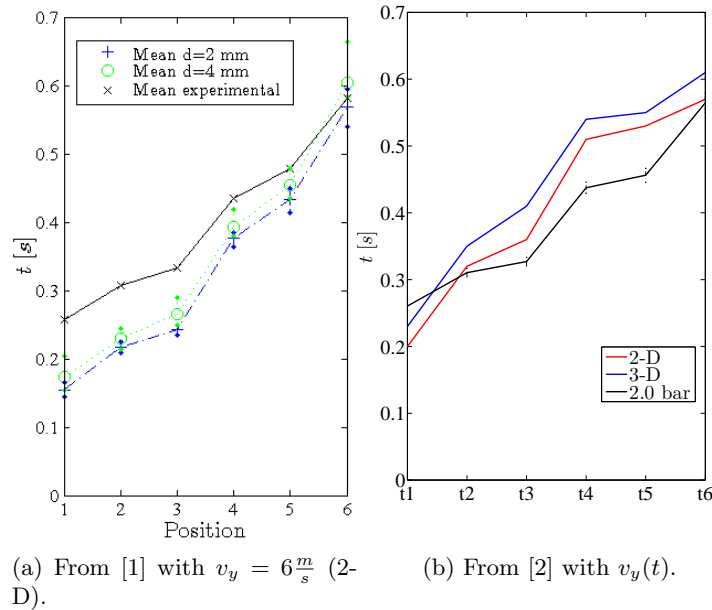 0.7
0.6
0.5
0.4
0.3
0.2
0.1
0
t [s]
Mean d=2 mm
Mean d=4 mm
Mean experimental
1 2 3 4 5 6
Position
(a) From [1] with v_y = 6 m/s (2-
D).
0.7
0.6
0.5
0.4
0.3
0.2
0.1
0
t [s]
2-D
3-D
2.0 bar
t1 t2 t3 t4 t5 t6
(b) From [2] with v_y(t).